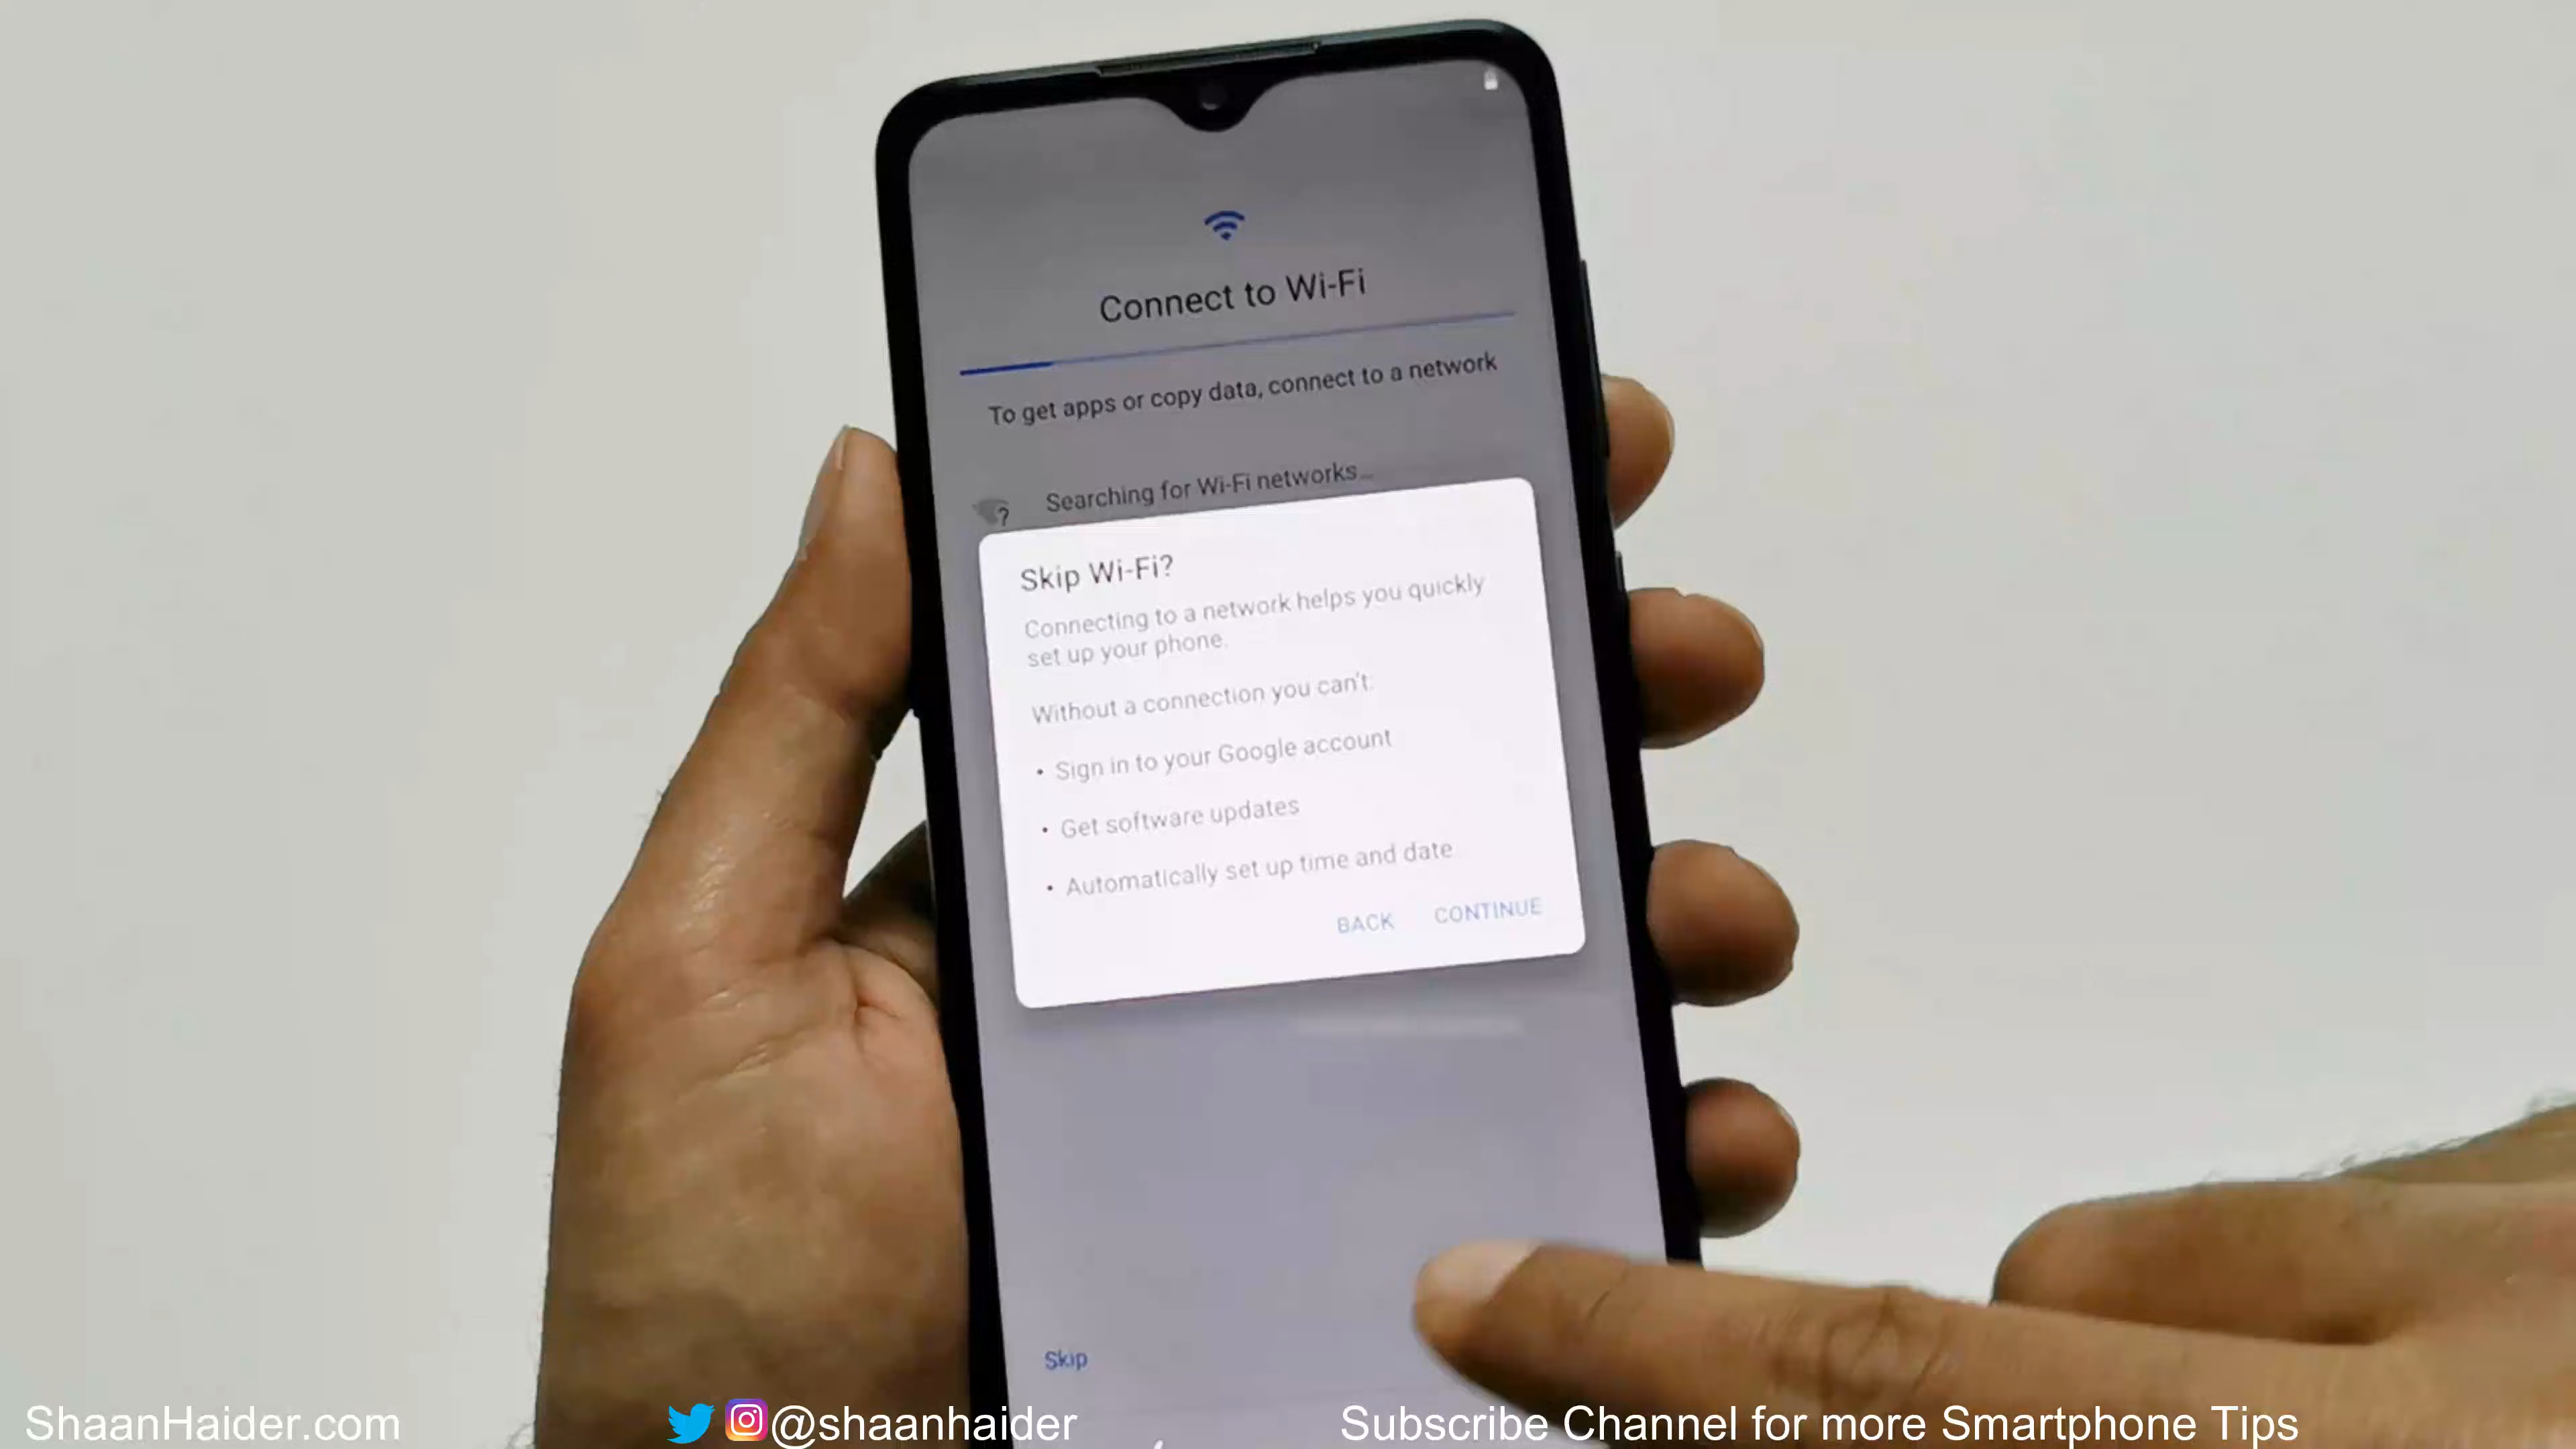 Connect to Wi-Fi
To get apps or copy data, connect to a network
Searching for Wi-Fi networks...
?
Skip Wi-Fi?
Connecting to a network helps you quickly
set up your phone.
Without a connection you can't:
• Sign in to your Google account
• Get software updates
• Automatically set up time and date
BACK CONTINUE
Skip
ShaanHaider.com
@shaanhaider
Subscribe Channel for more Smartphone Tips